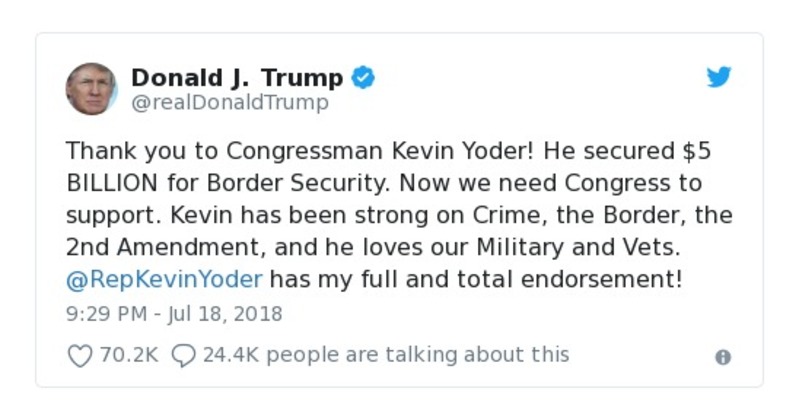 Donald J. Trump
@realDonaldTrump
Thank you to Congressman Kevin Yoder! He secured $5
BILLION for Border Security. Now we need Congress to
support. Kevin has been strong on Crime, the Border, the
2nd Amendment, and he loves our Military and Vets.
@RepKevinYoder has my full and total endorsement!
9:29 PM - Jul 18, 2018
70.2K 24.4K people are talking about this